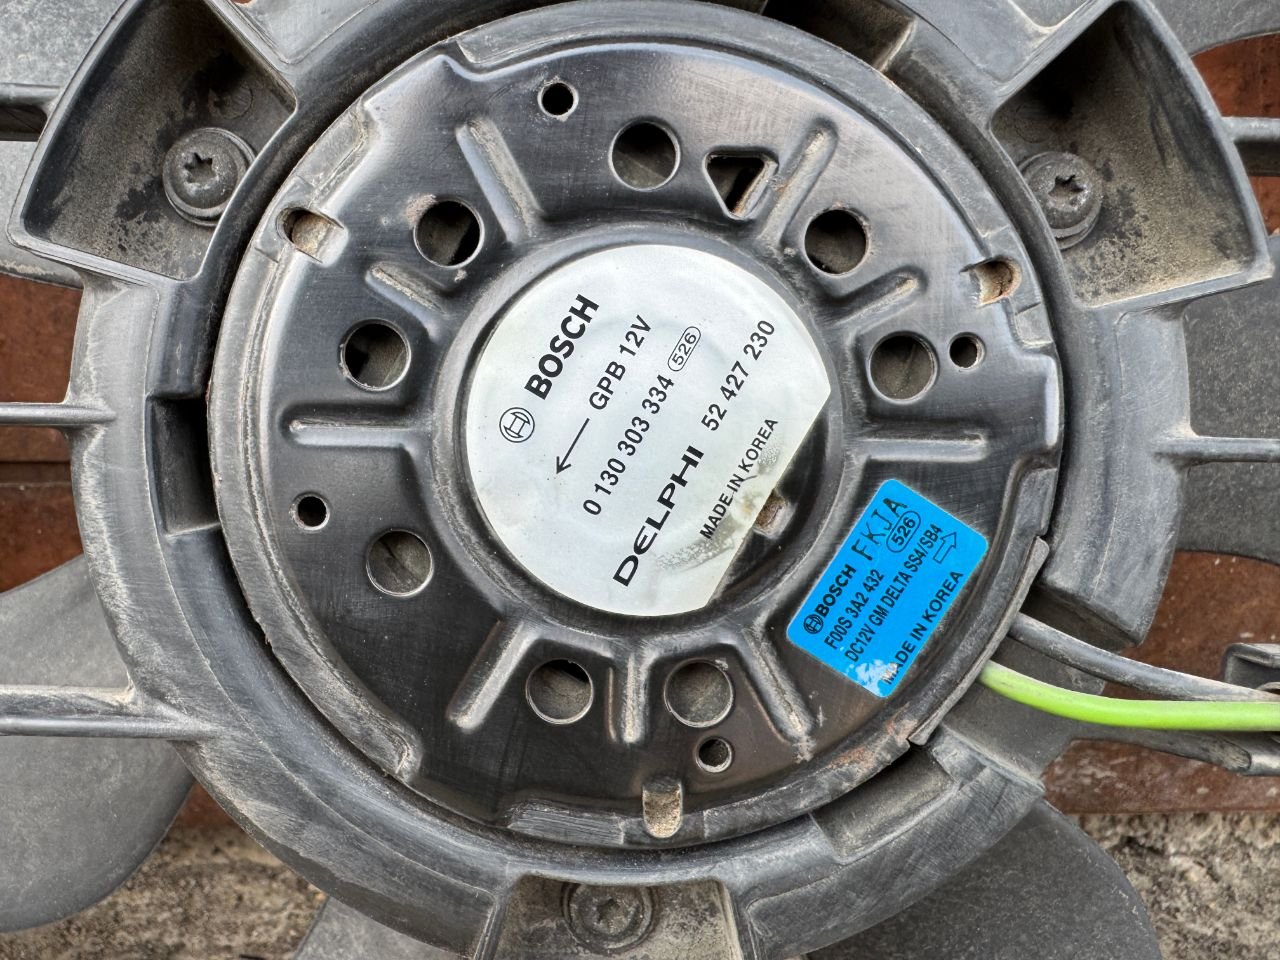 BOSCH
GPB 12V
0 130 303 334 526
DELPHI 52 427 230
MADE IN KOREA
BOSCH FKJA
F00S 3A2 432 526
DC12V GM DELTA SS4/SB4
MADE IN KOREA